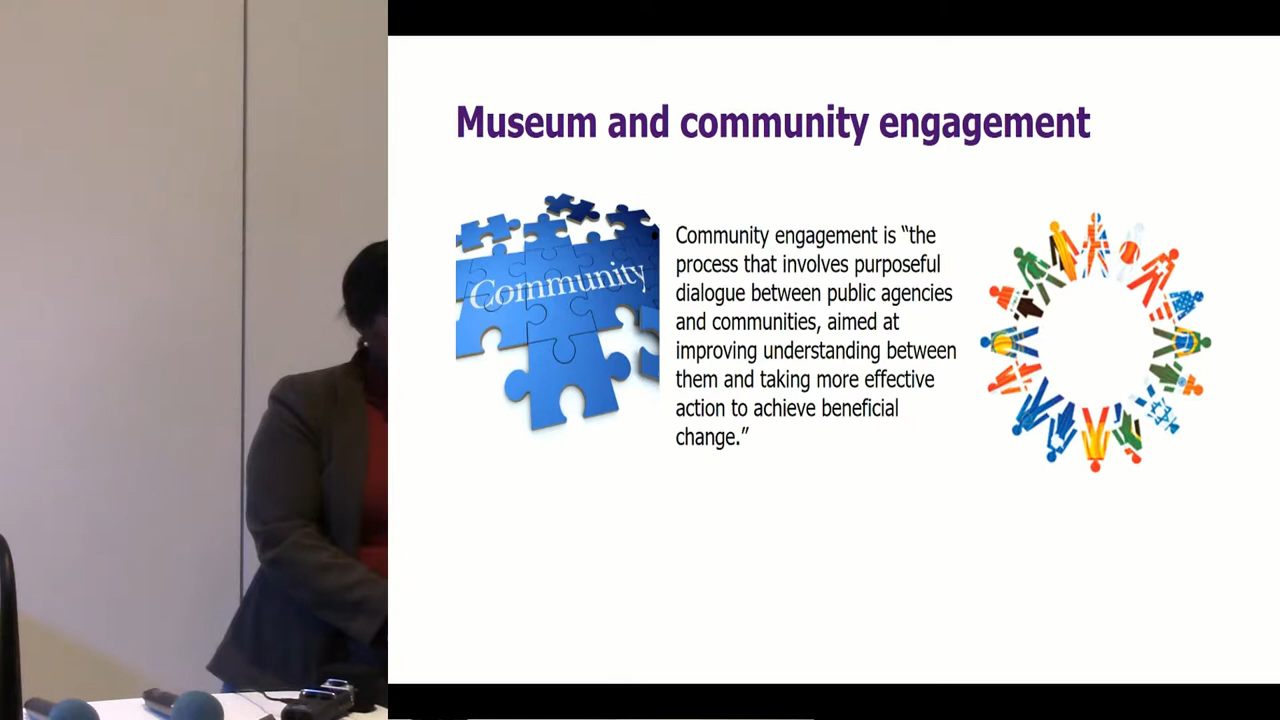 Museum and community engagement
Community
Community engagement is “the
process that involves purposeful
dialogue between public agencies
and communities, aimed at
improving understanding between
them and taking more effective
action to achieve beneficial
change.”